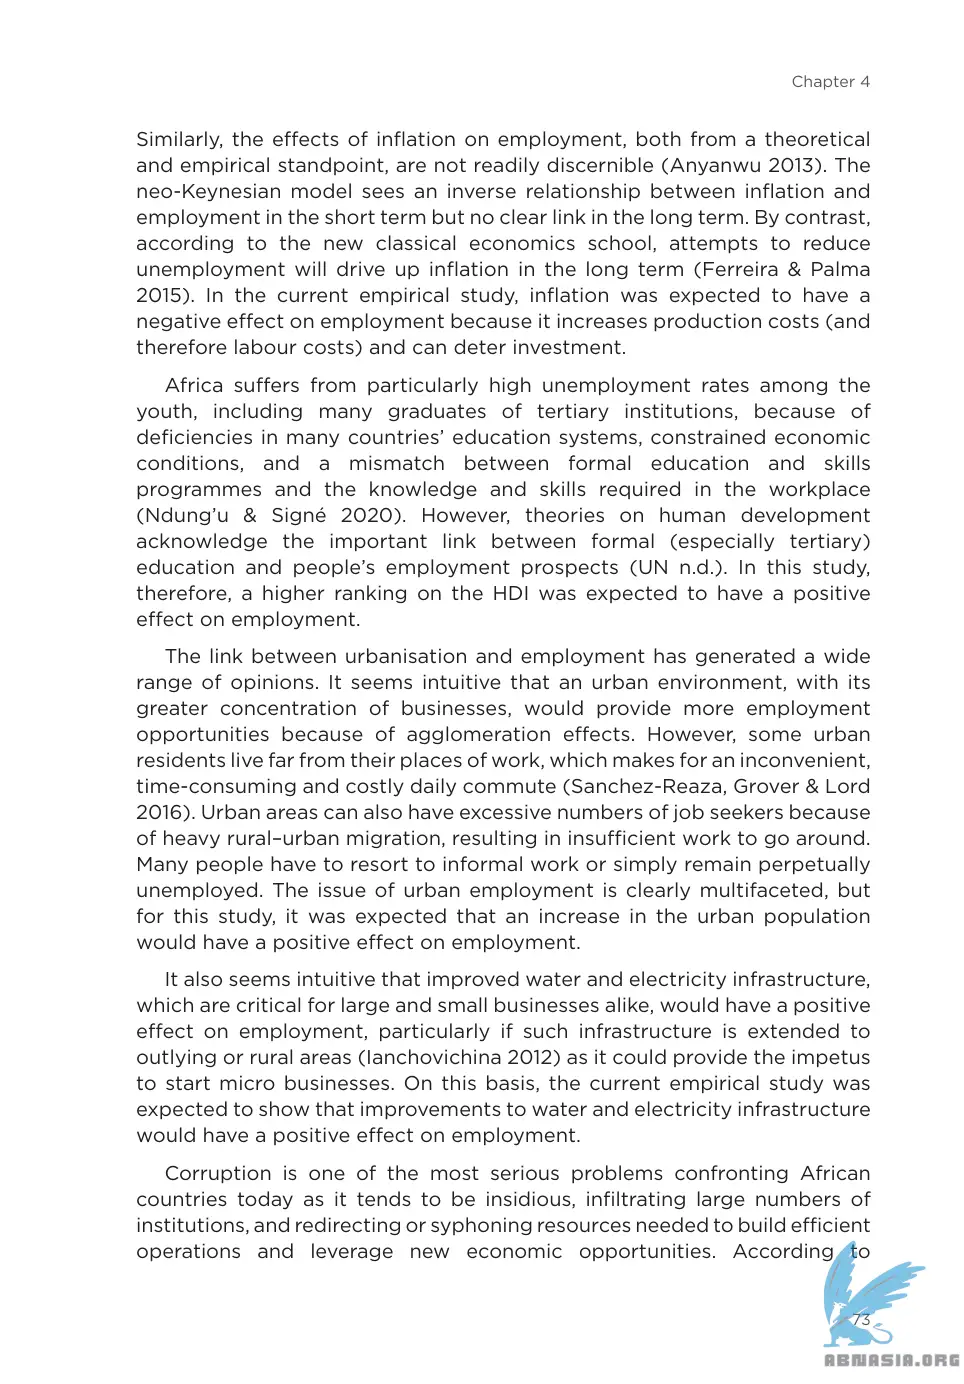 Chapter 4
Similarly, the effects of inflation on employment, both from a theoretical
and empirical standpoint, are not readily discernible (Anyanwu 2013). The
neo-Keynesian model sees an inverse relationship between inflation and
employment in the short term but no clear link in the long term. By contrast,
according to the new classical economics school, attempts to reduce
unemployment will drive up inflation in the long term (Ferreira & Palma
2015). In the current empirical study, inflation was expected to have a
negative effect on employment because it increases production costs (and
therefore labour costs) and can deter investment.
Africa suffers from particularly high unemployment rates among the
youth, including many graduates of tertiary institutions, because of
deficiencies in many countries’ education systems, constrained economic
conditions, and a mismatch between formal education and skills
programmes and the knowledge and skills required in the workplace
(Ndung’u & Signé 2020). However, theories on human development
acknowledge the important link between formal (especially tertiary)
education and people’s employment prospects (UN n.d.). In this study,
therefore, a higher ranking on the HDI was expected to have a positive
effect on employment.
The link between urbanisation and employment has generated a wide
range of opinions. It seems intuitive that an urban environment, with its
greater concentration of businesses, would provide more employment
opportunities because of agglomeration effects. However, some urban
residents live far from their places of work, which makes for an inconvenient,
time-consuming and costly daily commute (Sanchez-Reaza, Grover & Lord
2016). Urban areas can also have excessive numbers of job seekers because
of heavy rural–urban migration, resulting in insufficient work to go around.
Many people have to resort to informal work or simply remain perpetually
unemployed. The issue of urban employment is clearly multifaceted, but
for this study, it was expected that an increase in the urban population
would have a positive effect on employment.
It also seems intuitive that improved water and electricity infrastructure,
which are critical for large and small businesses alike, would have a positive
effect on employment, particularly if such infrastructure is extended to
outlying or rural areas (Ianchovichina 2012) as it could provide the impetus
to start micro businesses. On this basis, the current empirical study was
expected to show that improvements to water and electricity infrastructure
would have a positive effect on employment.
Corruption is one of the most serious problems confronting African
countries today as it tends to be insidious, infiltrating large numbers of
institutions, and redirecting or syphoning resources needed to build efficient
operations and leverage new economic opportunities. According to
73
ABNASIA.ORG